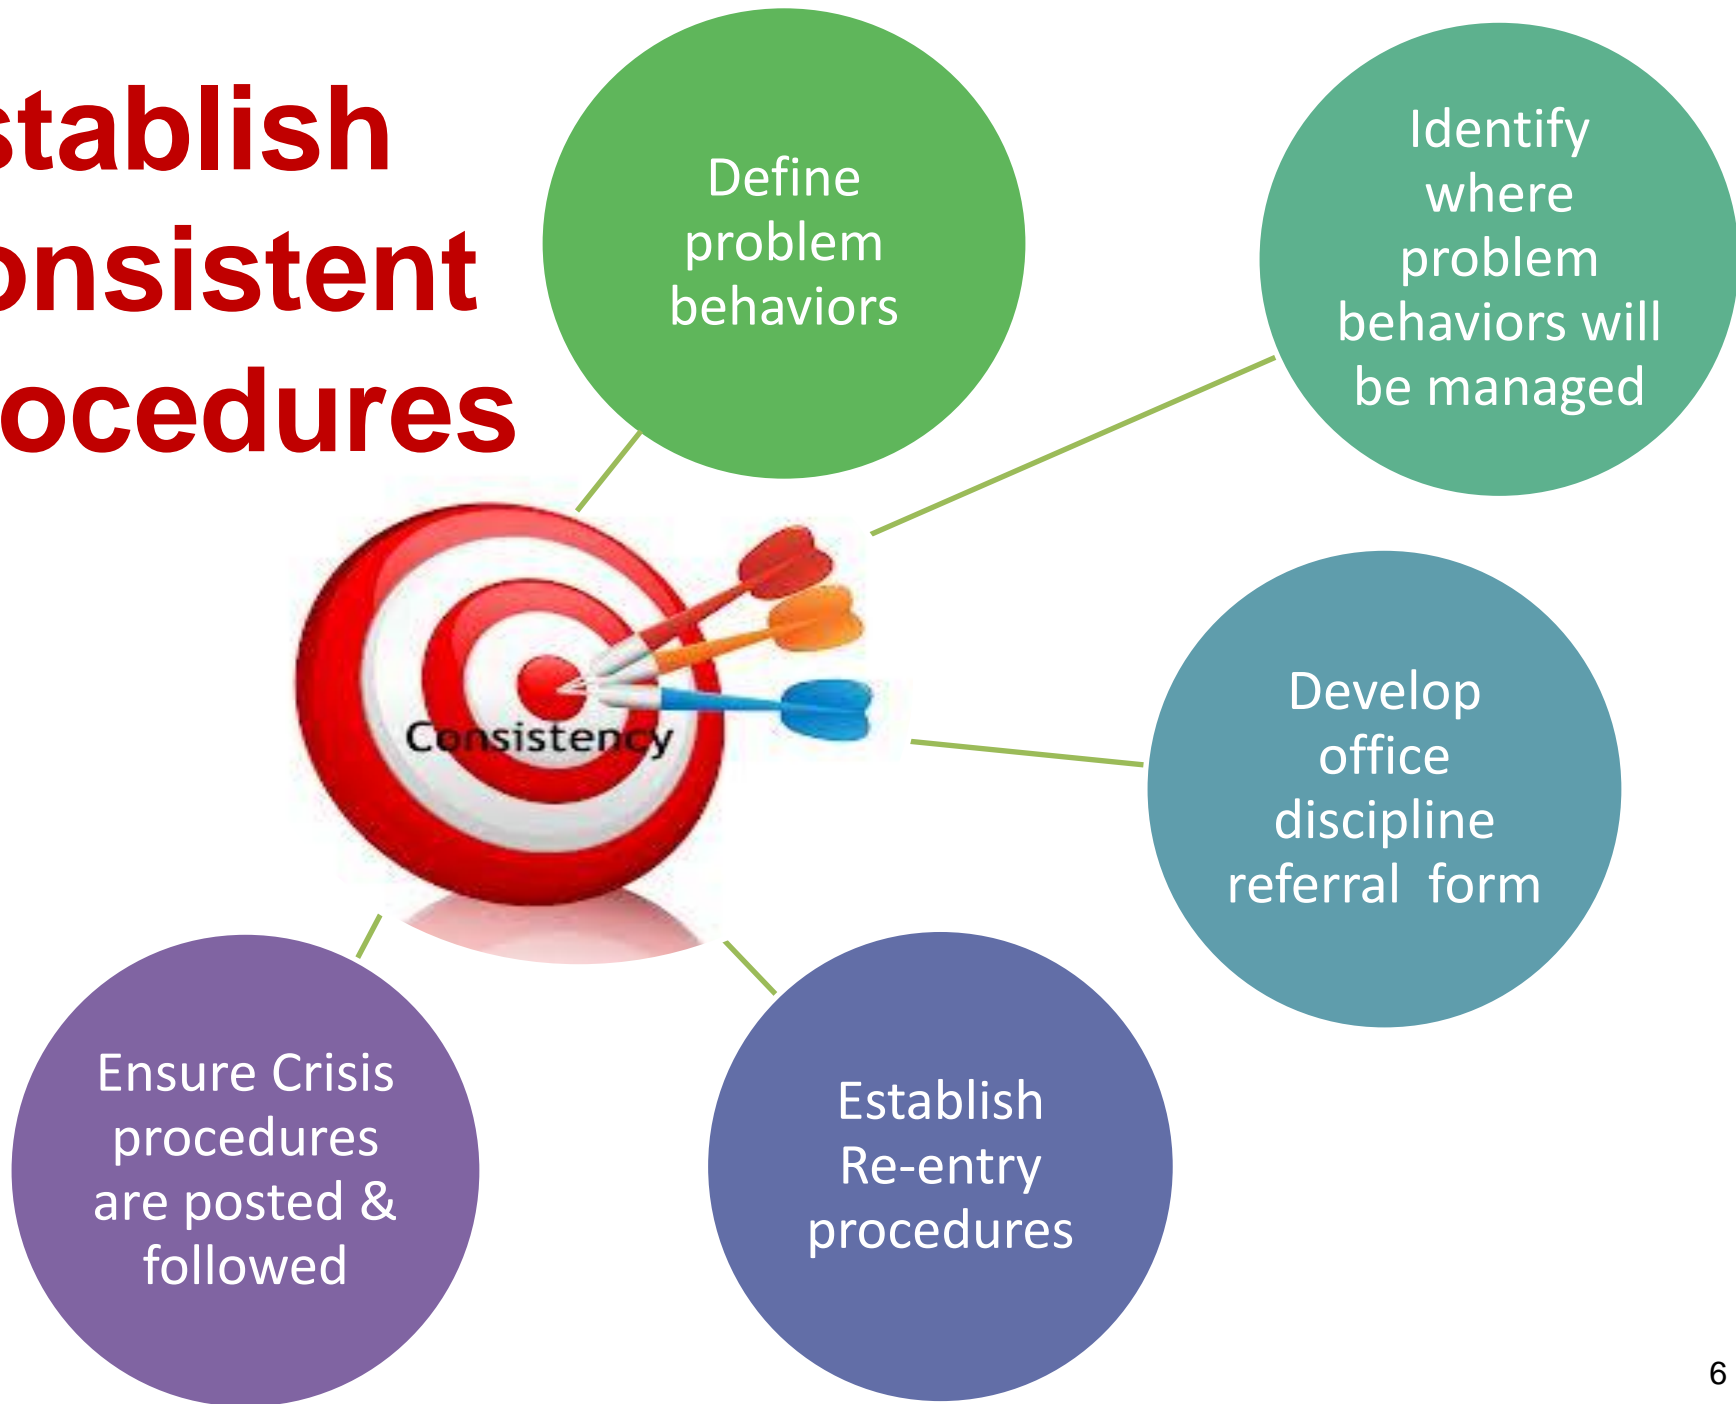 stablish
onsistent
ocedures
Define
problem
behaviors
Identify
where
problem
behaviors will
be managed
Consistency
Develop
office
discipline
referral form
Establish
Re-entry
procedures
Ensure Crisis
procedures
are posted &
followed
6